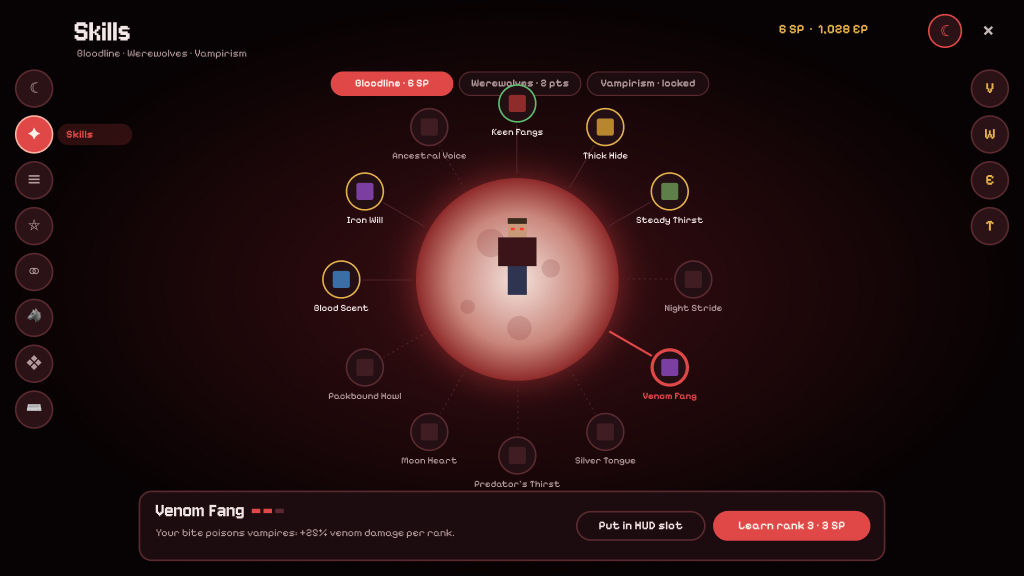 Skills
Bloodline · Werewolves · Vampirism
6 SP · 1,028 EP
Bloodline · 6 SP
Werewolves · 2 pts
Vampirism · locked
Keen Fangs
Ancestral Voice
Thick Hide
Skills
Iron Will
Steady Thirst
Blood Scent
Night Stride
Packbound Howl
Venom Fang
Moon Heart
Silver Tongue
Predator's Thirst
V
W
E
T
Venom Fang
Your bite poisons vampires: +25% venom damage per rank.
Put in HUD slot
Learn rank 3 · 3 SP